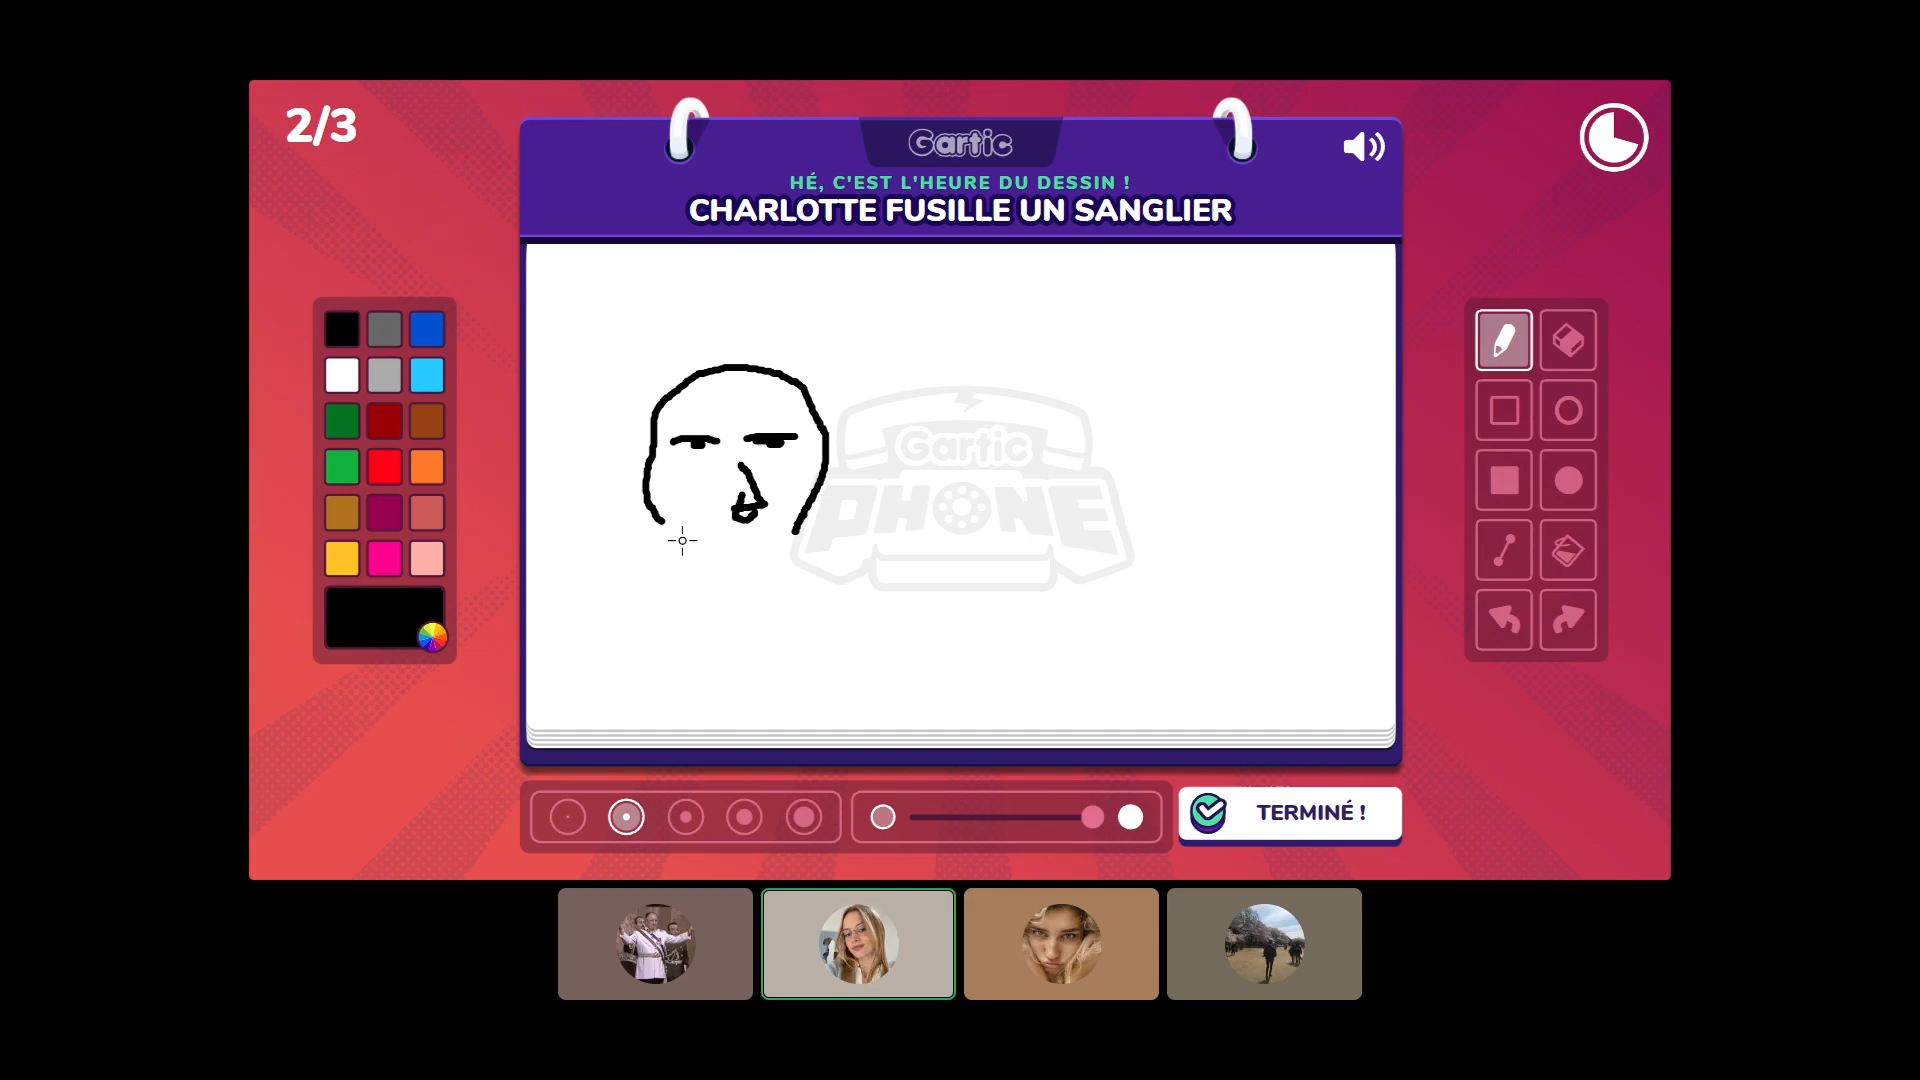 2/3
Gartic
HÉ, C'EST L'HEURE DU DESSIN !
CHARLOTTE FUSILLE UN SANGLIER
Gartic
PHONE
TERMINÉ !